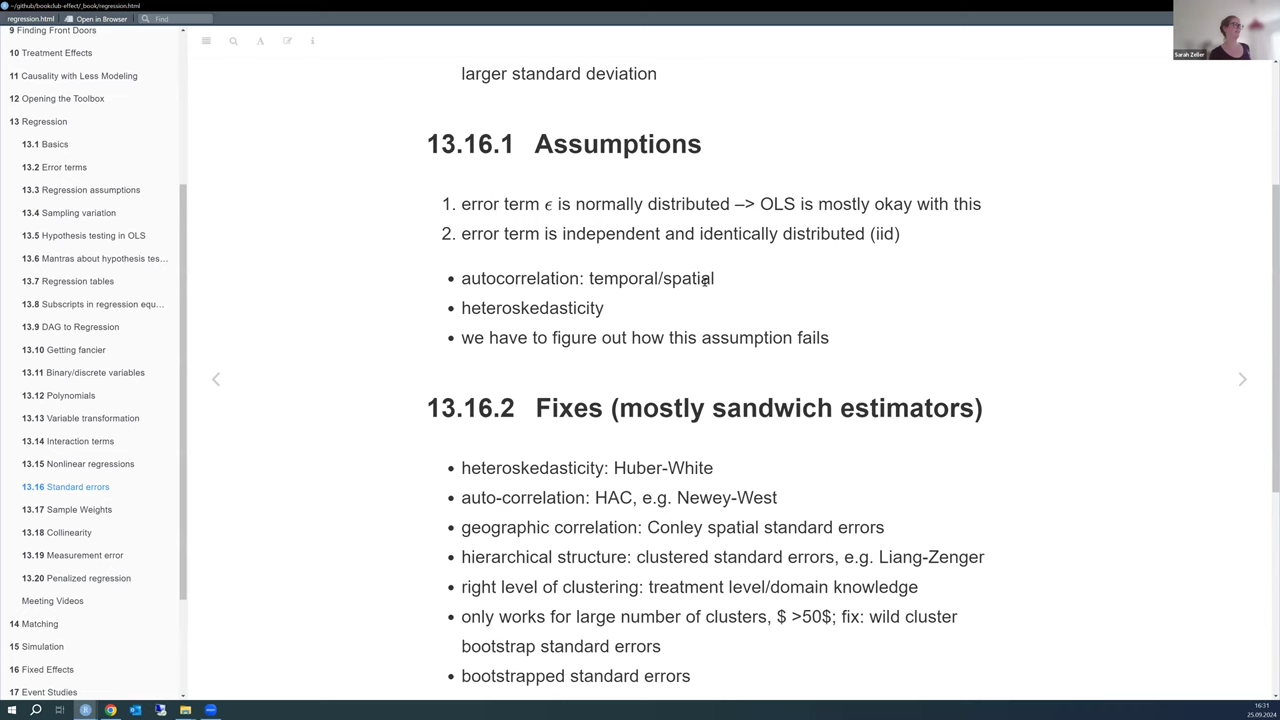 ~/github/bookclub-effect/_book/regression.html
regression.html
Open in Browser
Find
Sarah Zeller
9 Finding Front Doors
10 Treatment Effects
11 Causality with Less Modeling
12 Opening the Toolbox
13 Regression
13.1 Basics
13.2 Error terms
13.3 Regression assumptions
13.4 Sampling variation
13.5 Hypothesis testing in OLS
13.6 Mantras about hypothesis tes...
13.7 Regression tables
13.8 Subscripts in regression equ...
13.9 DAG to Regression
13.10 Getting fancier
13.11 Binary/discrete variables
13.12 Polynomials
13.13 Variable transformation
13.14 Interaction terms
13.15 Nonlinear regressions
13.16 Standard errors
13.17 Sample Weights
13.18 Collinearity
13.19 Measurement error
13.20 Penalized regression
Meeting Videos
14 Matching
15 Simulation
16 Fixed Effects
17 Event Studies
larger standard deviation
13.16.1 Assumptions
1. error term ϵ is normally distributed –> OLS is mostly okay with this
2. error term is independent and identically distributed (iid)
• autocorrelation: temporal/spatial
• heteroskedasticity
• we have to figure out how this assumption fails
13.16.2 Fixes (mostly sandwich estimators)
• heteroskedasticity: Huber-White
• auto-correlation: HAC, e.g. Newey-West
• geographic correlation: Conley spatial standard errors
• hierarchical structure: clustered standard errors, e.g. Liang-Zenger
• right level of clustering: treatment level/domain knowledge
• only works for large number of clusters, $ >50$; fix: wild cluster
bootstrap standard errors
• bootstrapped standard errors
16:31
25.09.2024